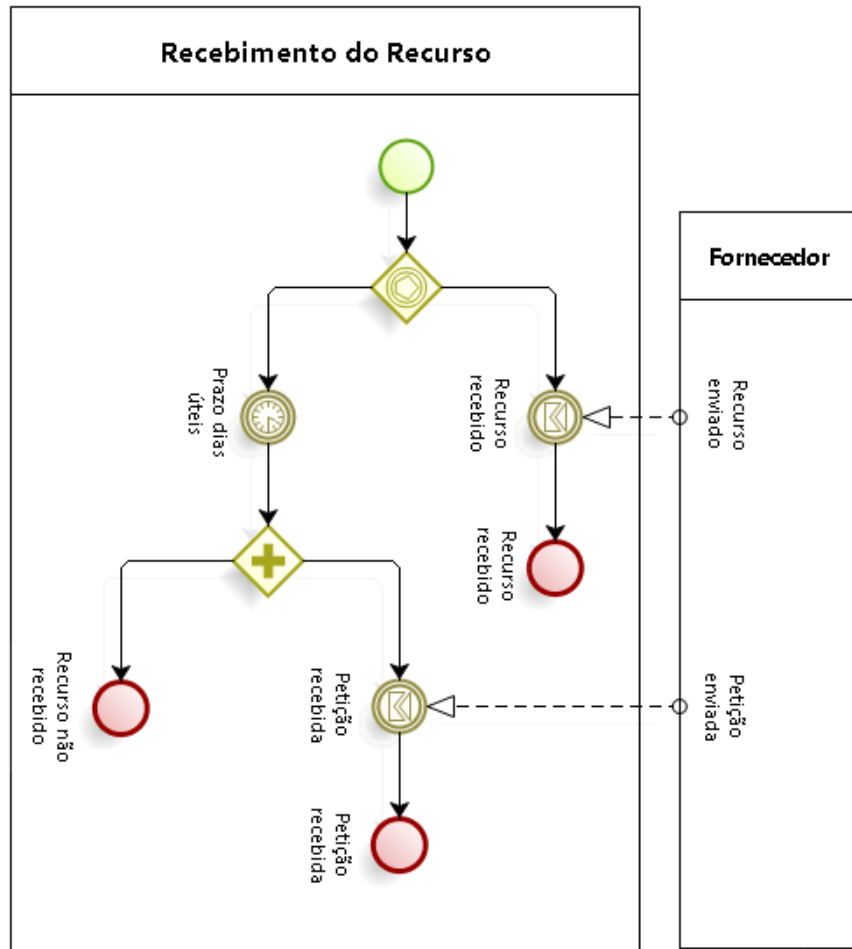 Recebimento do Recurso
Fornecedor
Prazo dias
úteis
Recurso
recebido
Recurso
enviado
Recurso
recebido
Recurso não
recebido
Petição
recebida
Petição
enviada
Petição
recebida